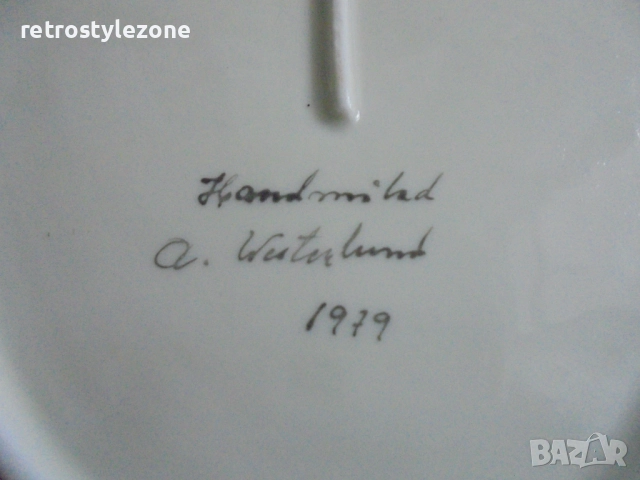 retrostylezone
Handmålad
A. Westerlund
1979
BAZAR